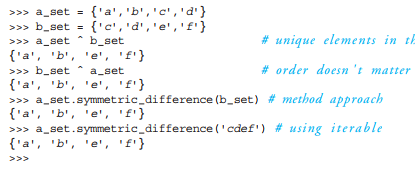 >>> a_set = {'a','b','c','d'}
>>> b_set = {'c','d','e','f'}
>>> a_set ^ b_set # unique elements in
{'a', 'b', 'e', 'f'}
>>> b_set ^ a_set # order doesn't matter
{'a', 'b', 'e', 'f'}
>>> a_set.symmetric_difference(b_set) # method approach
{'a', 'b', 'e', 'f'}
>>> a_set.symmetric_difference('cdef') # using iterable
{'a', 'b', 'e', 'f'}
>>>